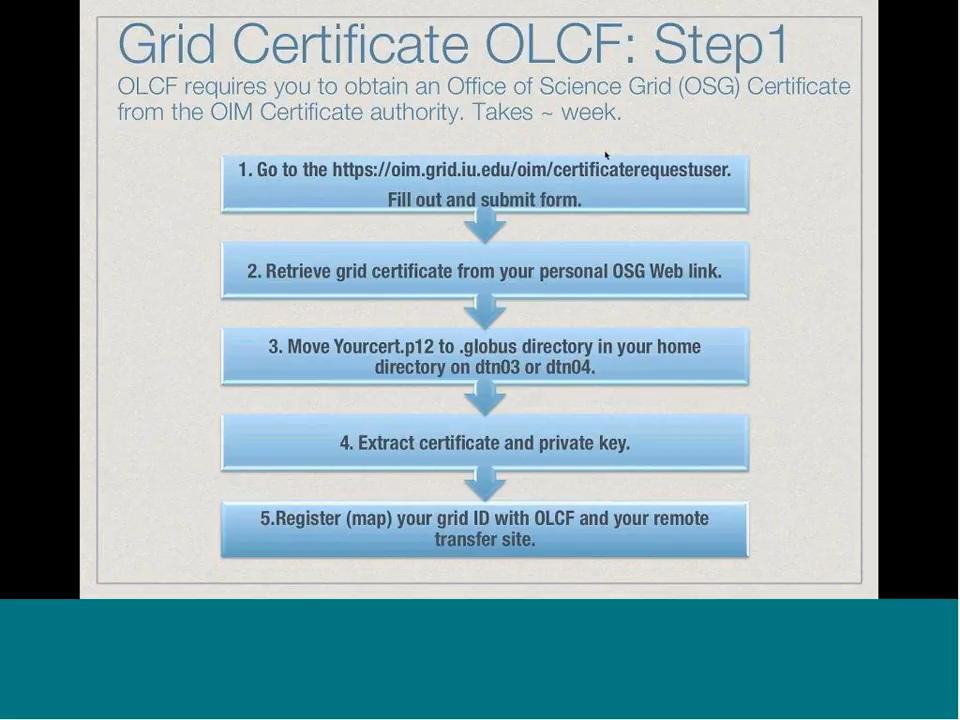 Grid Certificate OLCF: Step1
OLCF requires you to obtain an Office of Science Grid (OSG) Certificate
from the OIM Certificate authority. Takes ~ week.
1. Go to the https://oim.grid.iu.edu/oim/certificaterequestuser.
Fill out and submit form.
2. Retrieve grid certificate from your personal OSG Web link.
3. Move Yourcert.p12 to .globus directory in your home
directory on dtn03 or dtn04.
4. Extract certificate and private key.
5.Register (map) your grid ID with OLCF and your remote
transfer site.